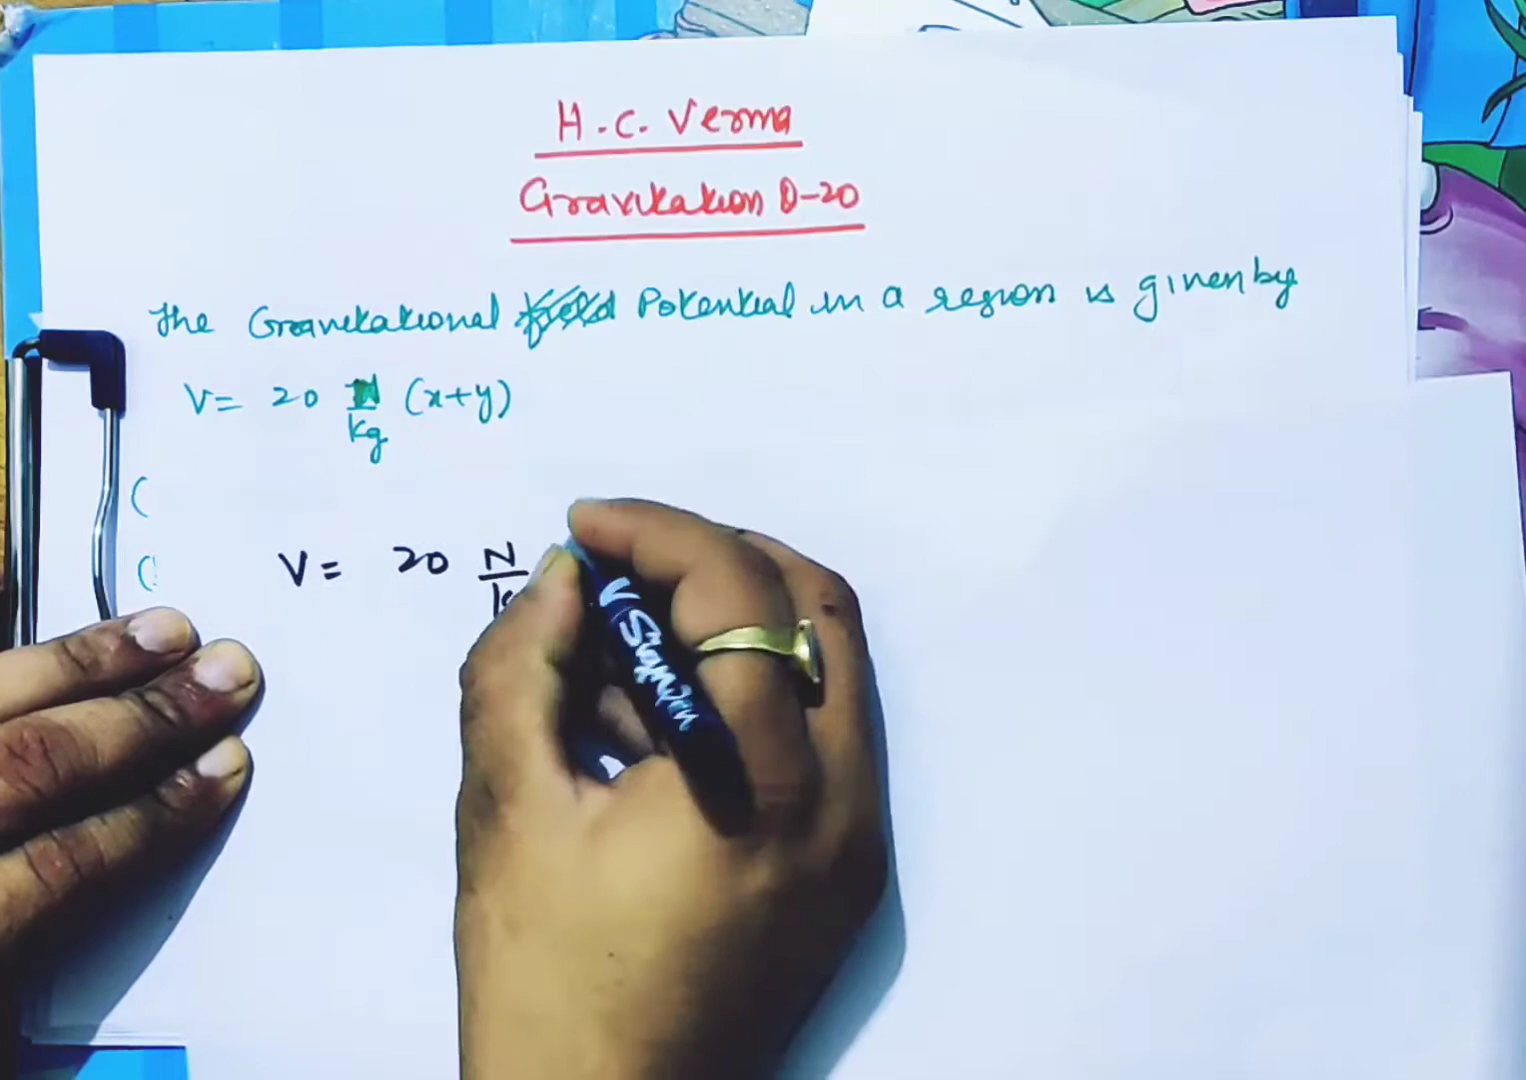 H.C. Verma
Gravitation Q-20
The Gravitational field Potential in a region is given by
V= 20 N/kg (x+y)
(
(
V= 20 N/k